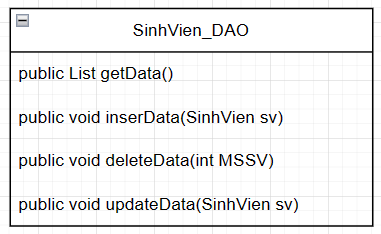 SinhVien_DAO
public List getData()
public void inserData(SinhVien sv)
public void deleteData(int MSSV)
public void updateData(SinhVien sv)